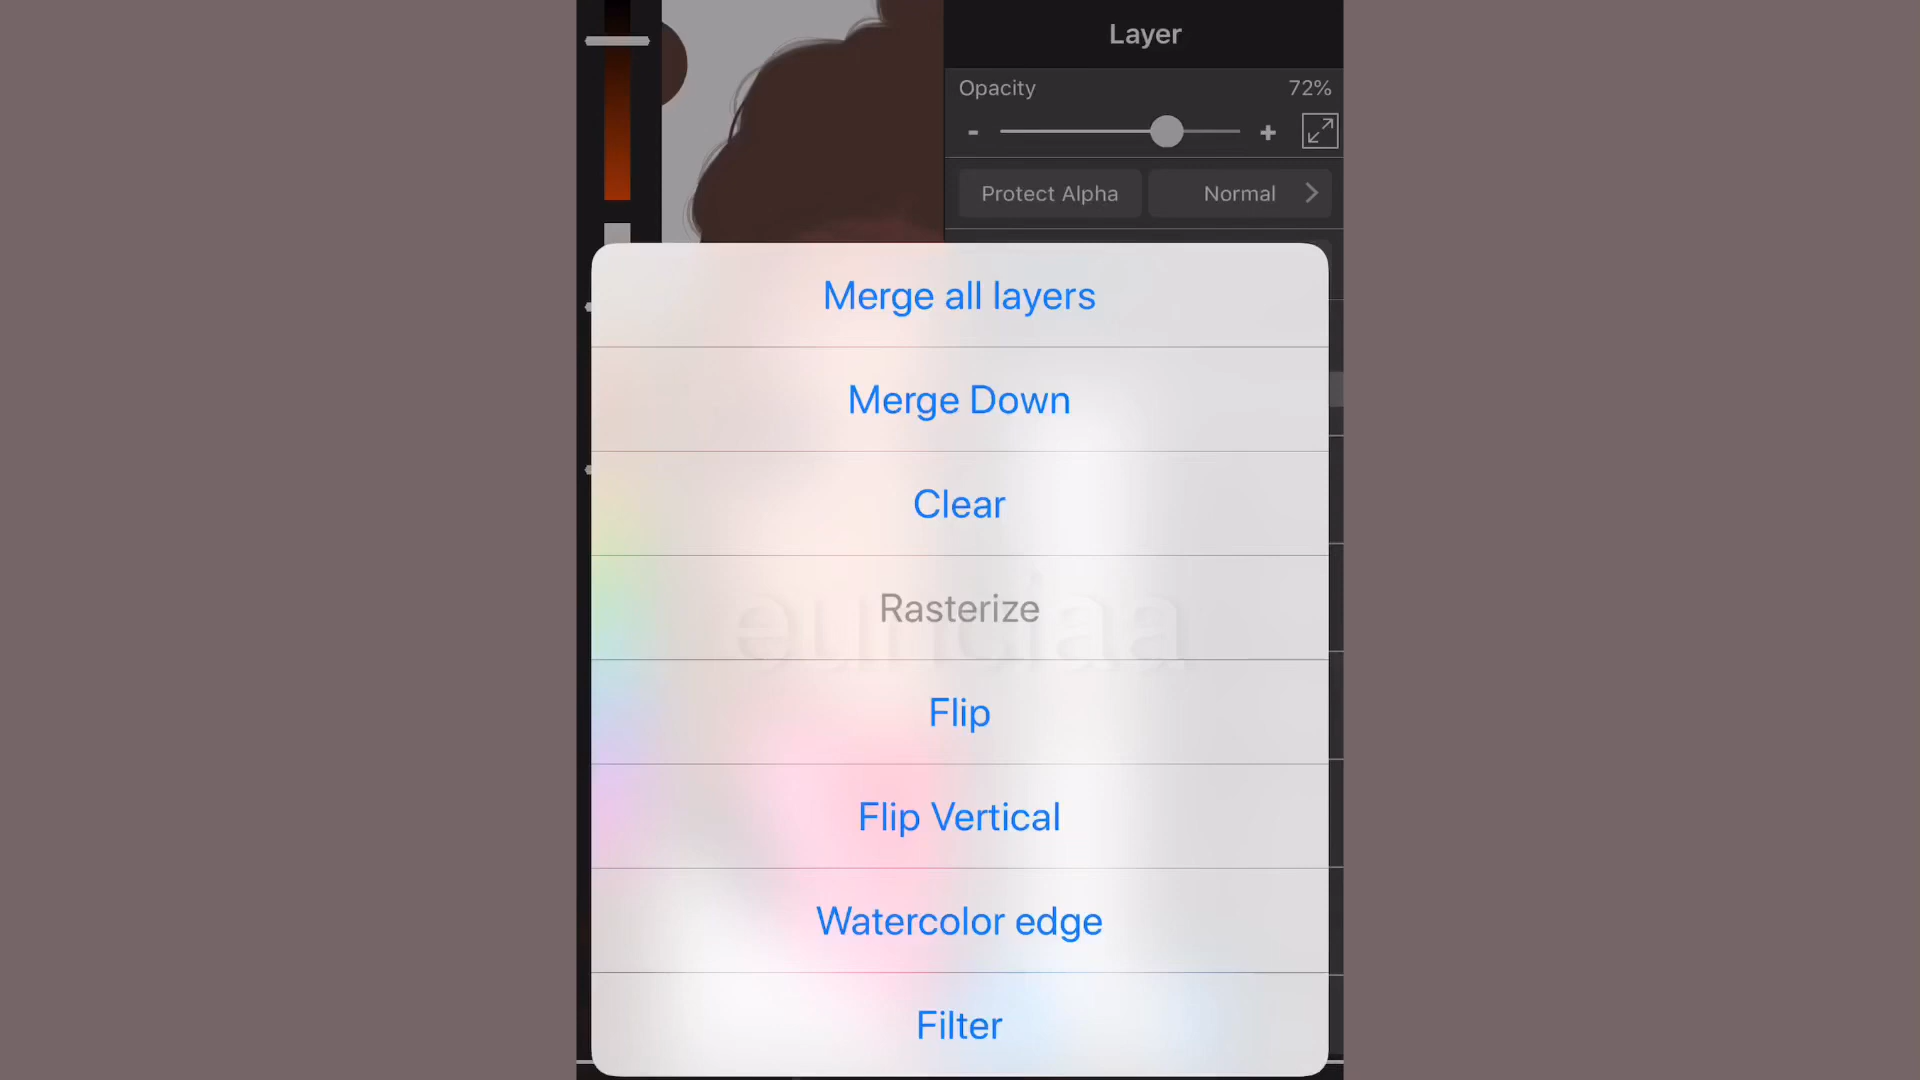 Layer
Opacity 72%
- +
Protect Alpha Normal
Merge all layers
Merge Down
Clear
Rasterize
Flip
Flip Vertical
Watercolor edge
Filter